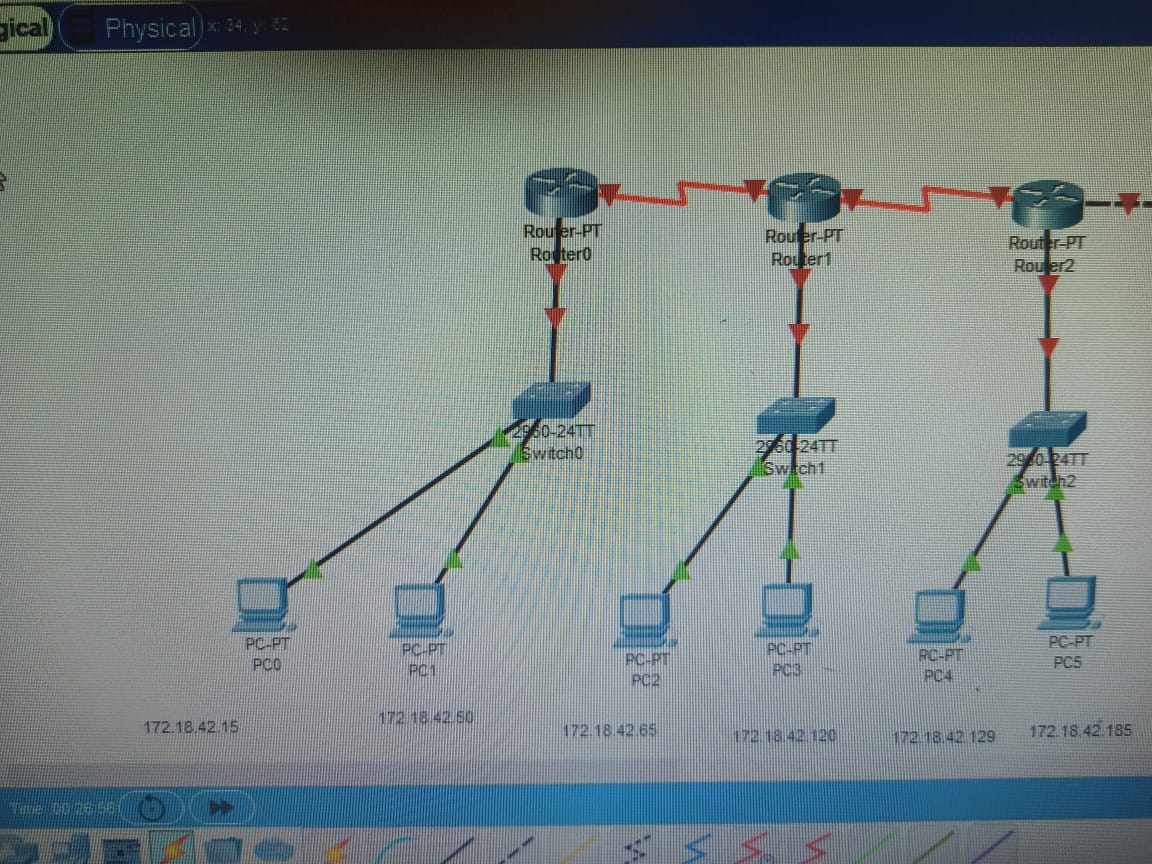 gical Physical x: 34, y: 62
Router-PT
Router0
Router-PT
Router1
Router-PT
Router2
2960-24TT
Switch0
2960-24TT
Switch1
2960-24TT
Switch2
PC-PT
PC0
PC-PT
PC1
PC-PT
PC2
PC-PT
PC3
PC-PT
PC4
PC-PT
PC5
172.18.42.15
172.18.42.50
172.18.42.65
172.18.42.120
172.18.42.129
172.18.42.185
Time: 00:26:56